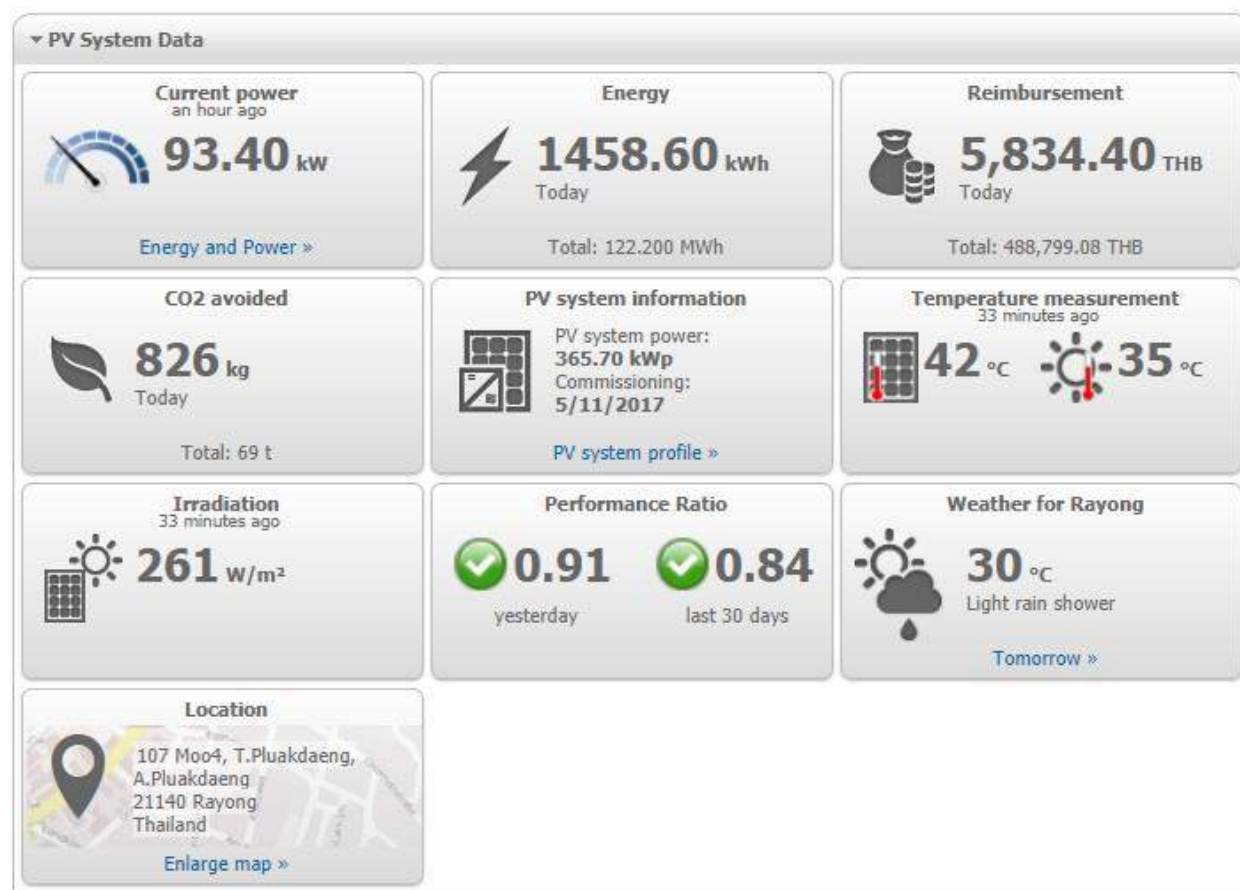 PV System Data
Current power
an hour ago
93.40 kW
Energy and Power »
Energy
1458.60 kWh
Today
Total: 122.200 MWh
Reimbursement
5,834.40 THB
Today
Total: 488,799.08 THB
CO2 avoided
826 kg
Today
Total: 69 t
PV system information
PV system power:
365.70 kWp
Commissioning:
5/11/2017
PV system profile »
Temperature measurement
33 minutes ago
42 °C 35 °C
Irradiation
33 minutes ago
261 W/m²
Performance Ratio
0.91 0.84
yesterday last 30 days
Weather for Rayong
30 °C
Light rain shower
Tomorrow »
Location
107 Moo4, T.Pluakdaeng,
A.Pluakdaeng
21140 Rayong
Thailand
Enlarge map »